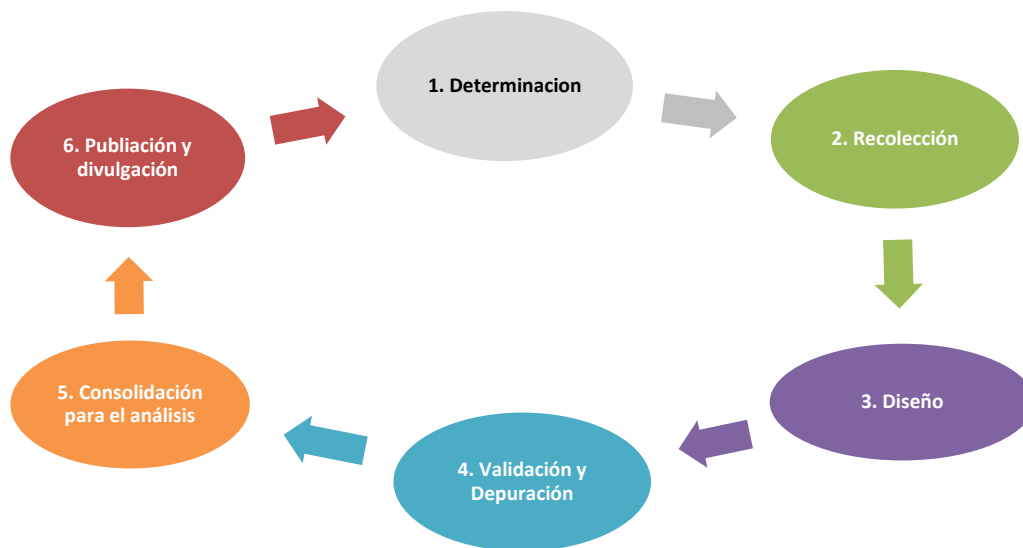 1. Determinacion
2. Recolección
3. Diseño
4. Validación y
Depuración
5. Consolidación
para el análisis
6. Publiación y
divulgación